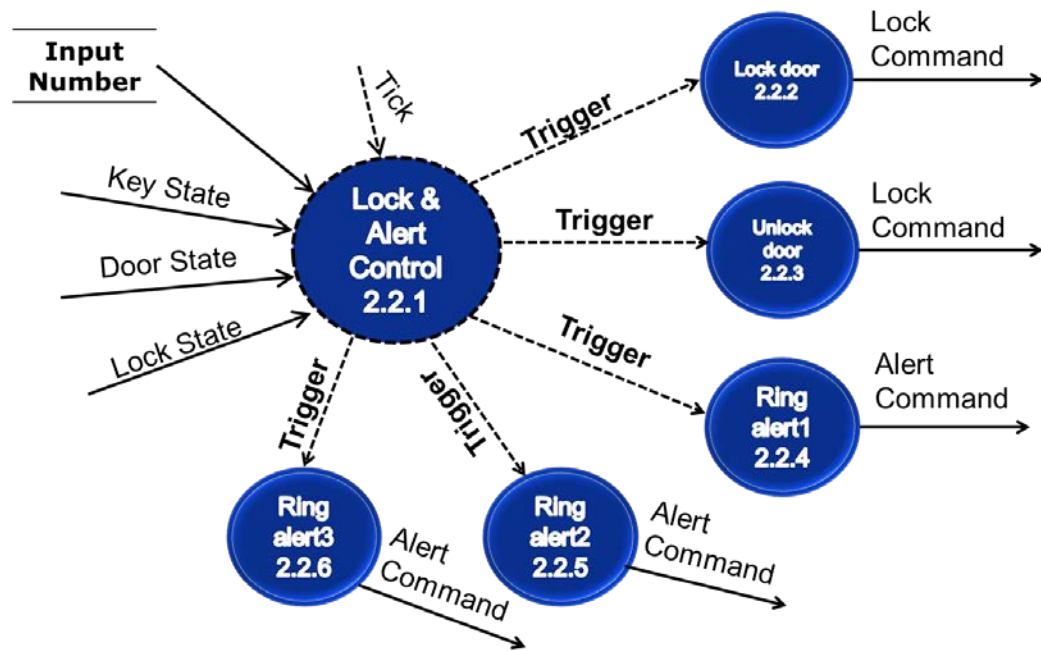 Input
Number
Tick
Key State
Door State
Lock State
Lock &
Alert
Control
2.2.1
Trigger
Lock door
2.2.2
Lock
Command
Trigger
Unlock
door
2.2.3
Lock
Command
Trigger
Ring
alert1
2.2.4
Alert
Command
Trigger
Ring
alert2
2.2.5
Alert
Command
Trigger
Ring
alert3
2.2.6
Alert
Command